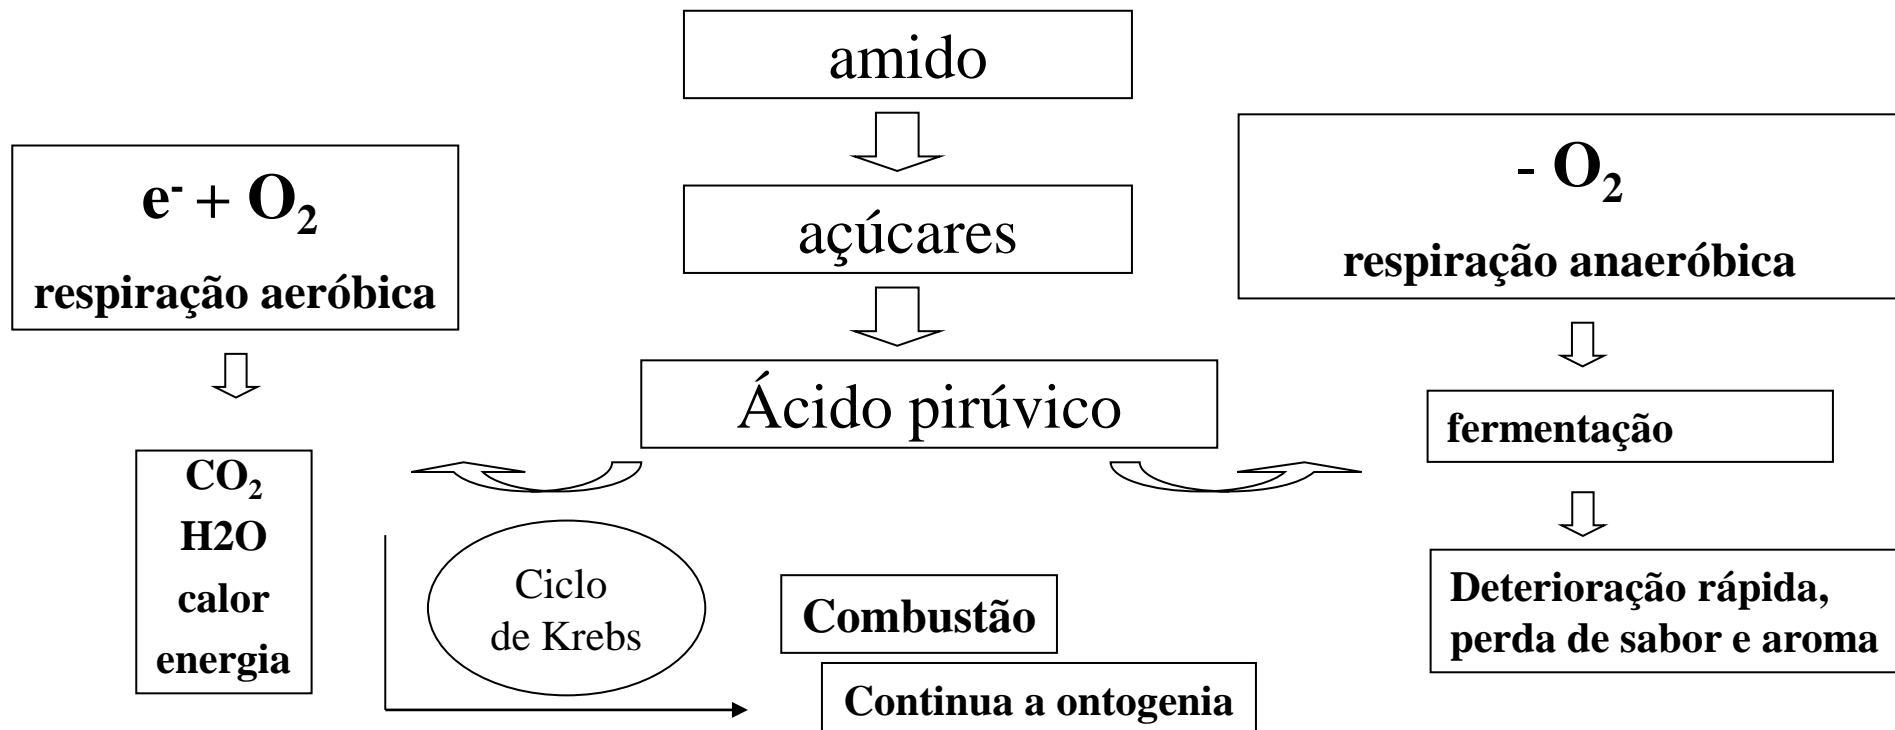 amido
e⁻ + O₂
respiração aeróbica
açúcares
- O₂
respiração anaeróbica
Ácido pirúvico
fermentação
CO₂
H2O
calor
energia
Ciclo
de Krebs
Combustão
Continua a ontogenia
Deterioração rápida,
perda de sabor e aroma